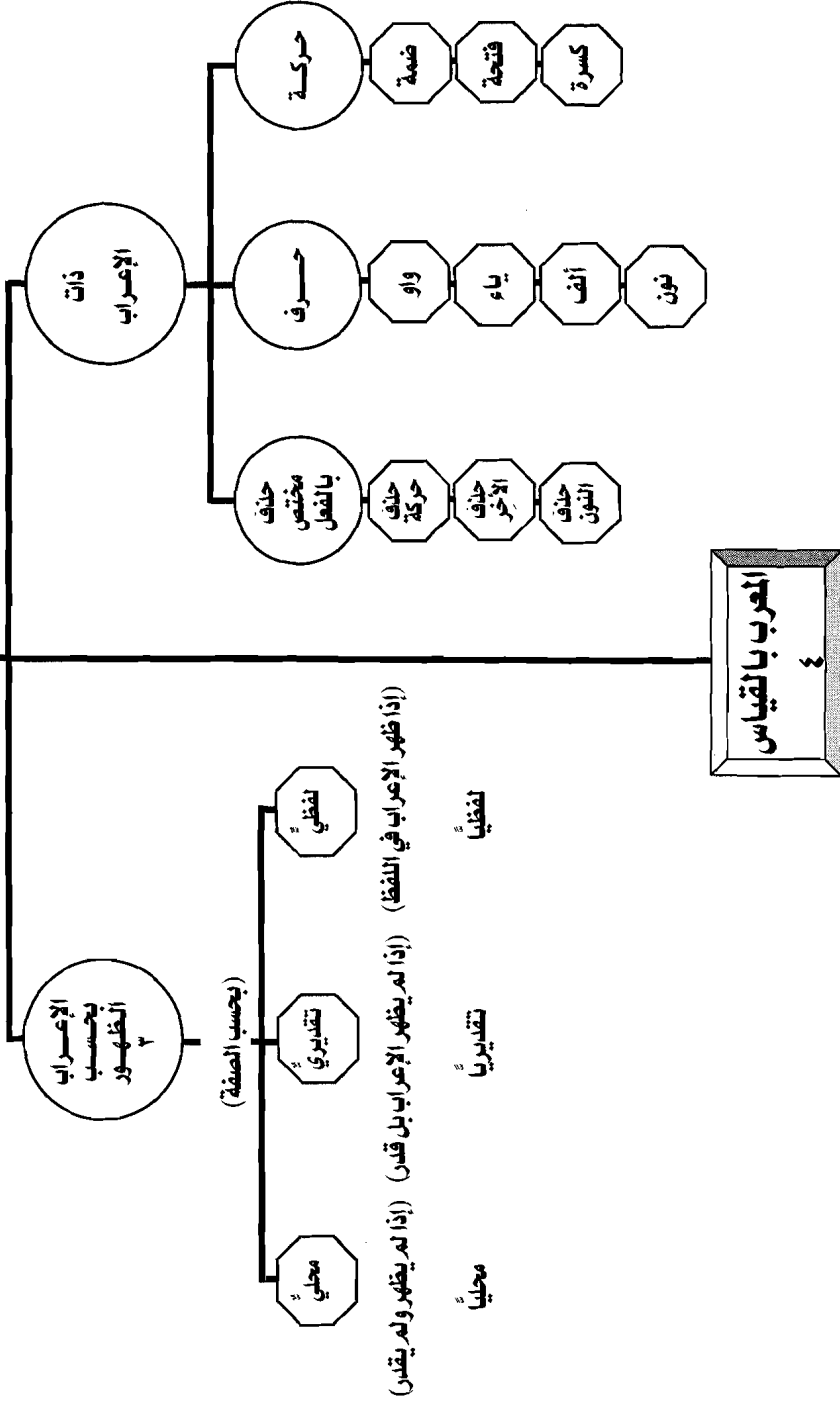 ذات
الإعراب
حركة
ضمة
فتحة
كسرة
حرف
واو
ياء
ألف
نون
حذف
مختص
بالفعل
حذف
حركة
حذف
الآخر
حذف
النون
الإعراب
بحسب
الظهور
٣
(بحسب الصفة)
لفظيّ
(إذا ظهر الإعراب في اللفظ)
لفظياً
تقديريّ
(إذا لم يظهر الإعراب بل قدر)
تقديرياً
محليّ
(إذا لم يظهر ولم يقدر)
محلياً
المعرب بالقياس
٤